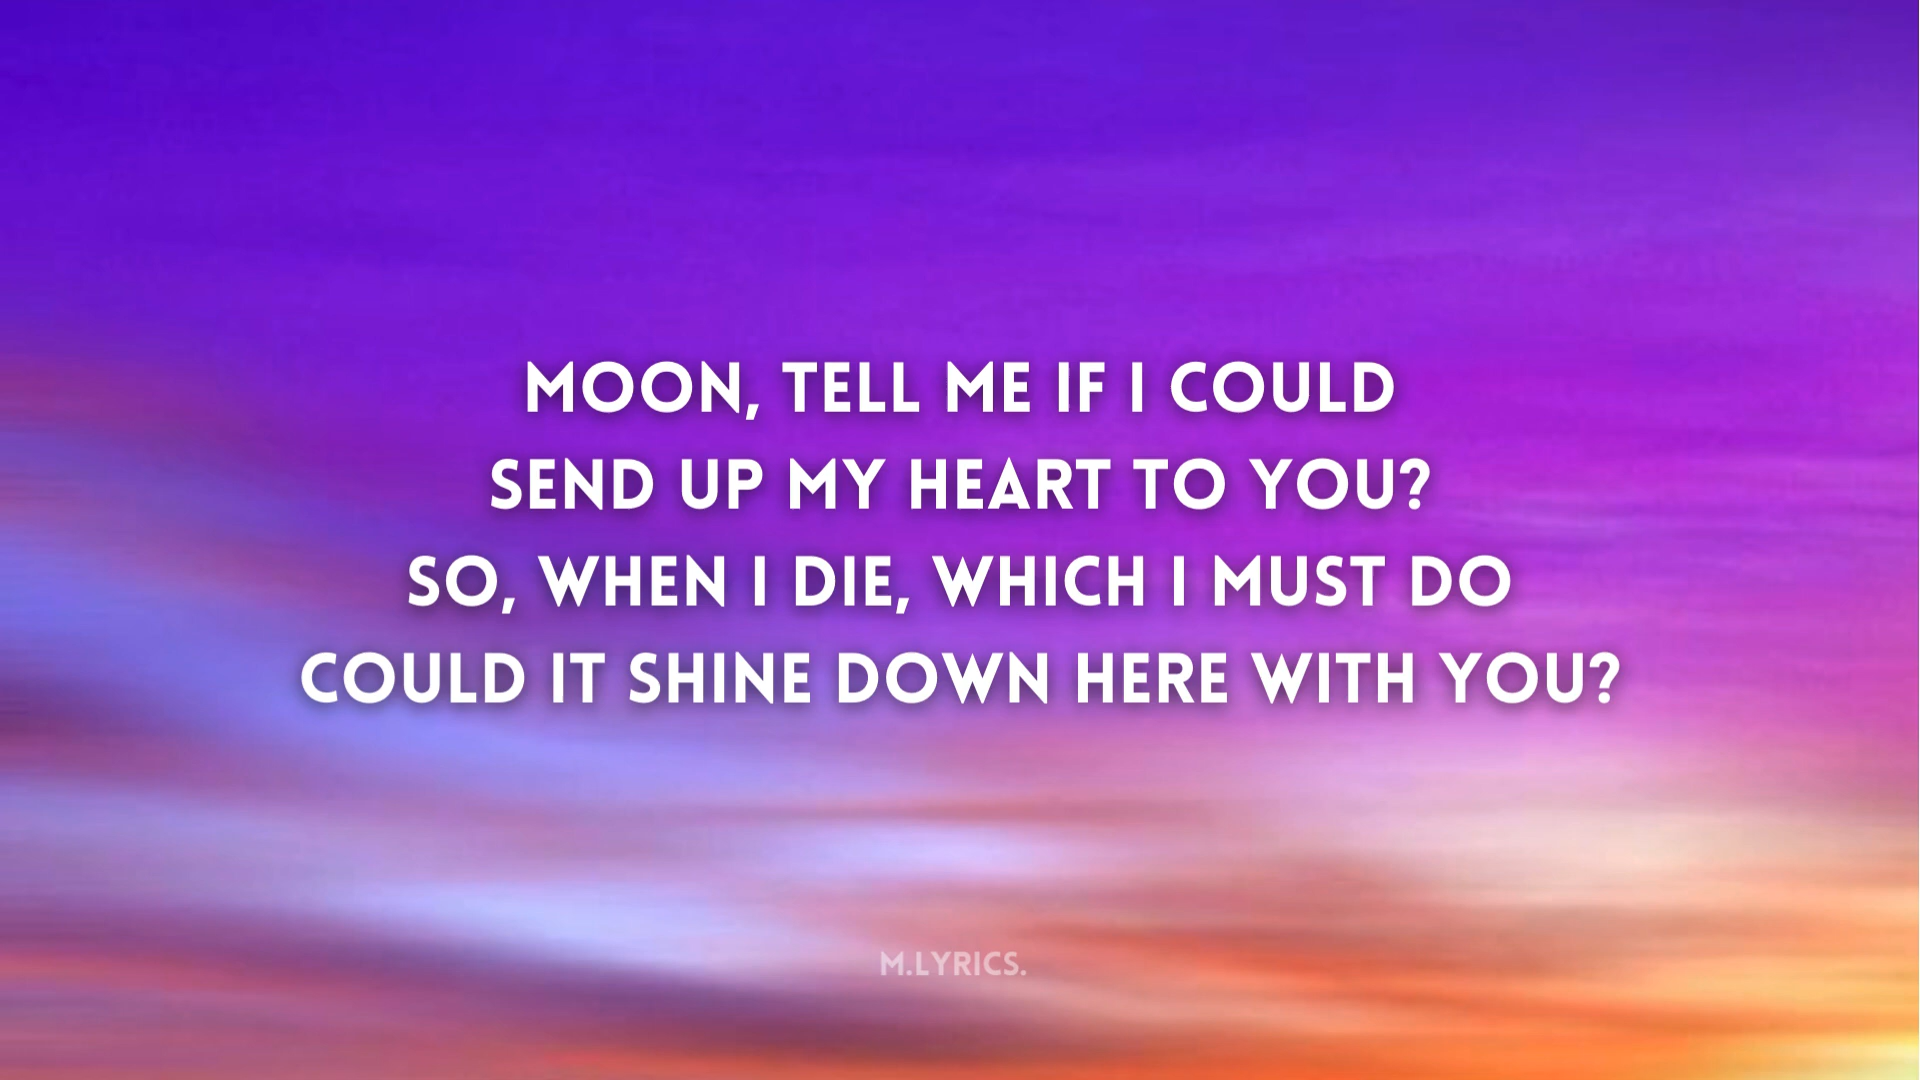 MOON, TELL ME IF I COULD
SEND UP MY HEART TO YOU?
SO, WHEN I DIE, WHICH I MUST DO
COULD IT SHINE DOWN HERE WITH YOU?
M.LYRICS.